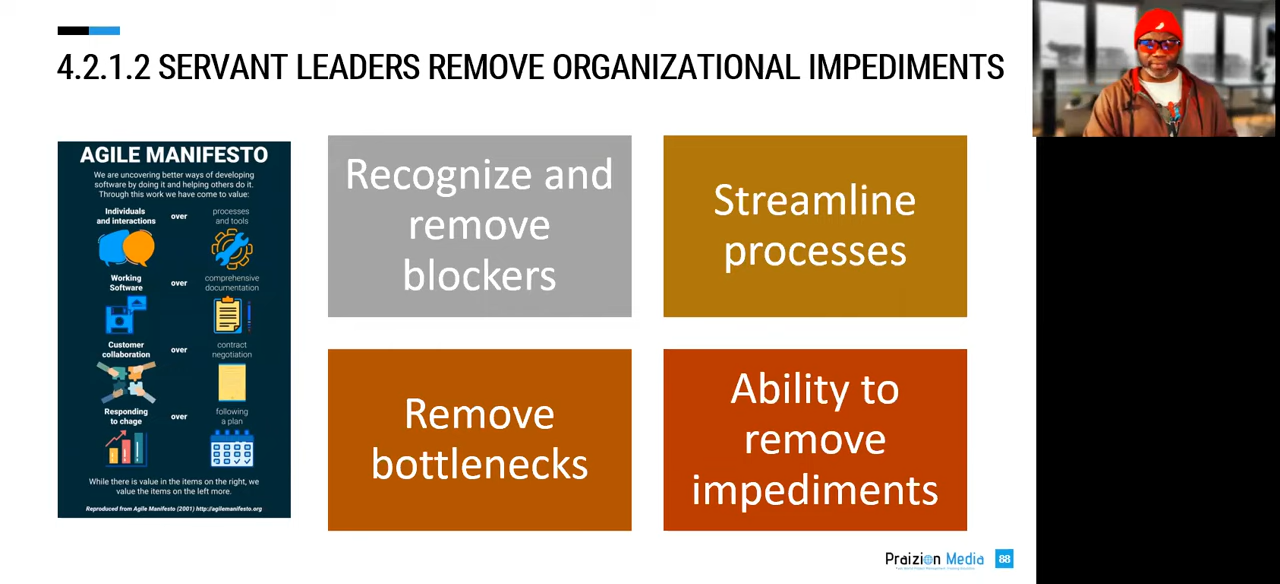 4.2.1.2 SERVANT LEADERS REMOVE ORGANIZATIONAL IMPEDIMENTS
AGILE MANIFESTO
We are uncovering better ways of developing
software by doing it and helping others do it.
Through this work we have come to value:
Individuals
and interactions
over
processes
and tools
Working
Software
over
comprehensive
documentation
Customer
collaboration
over
contract
negotiation
Responding
to chage
over
following
a plan
While there is value in the items on the right, we
value the items on the left more.
Reproduced from Agile Manifesto (2001) http://agilemanifesto.org
Recognize and
remove
blockers
Streamline
processes
Remove
bottlenecks
Ability to
remove
impediments
Praizion Media
88